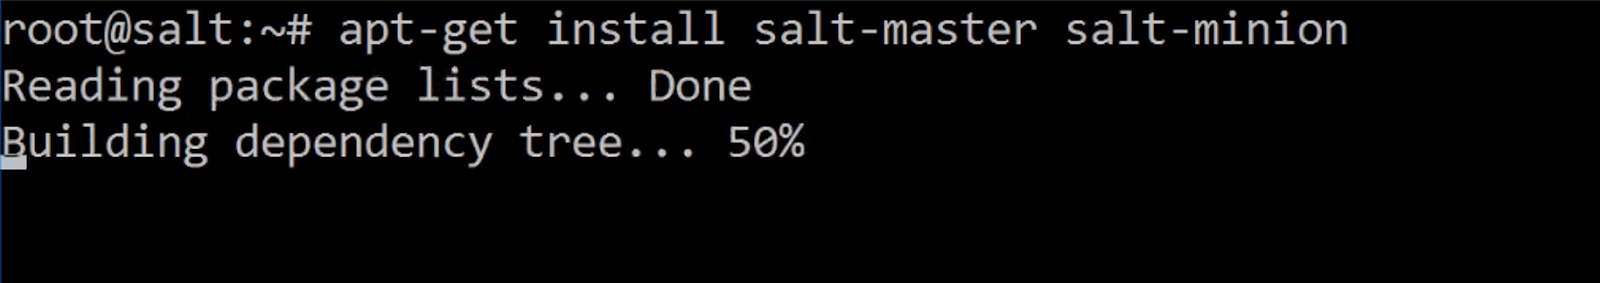 root@salt:~# apt-get install salt-master salt-minion
Reading package lists... Done
Building dependency tree... 50%